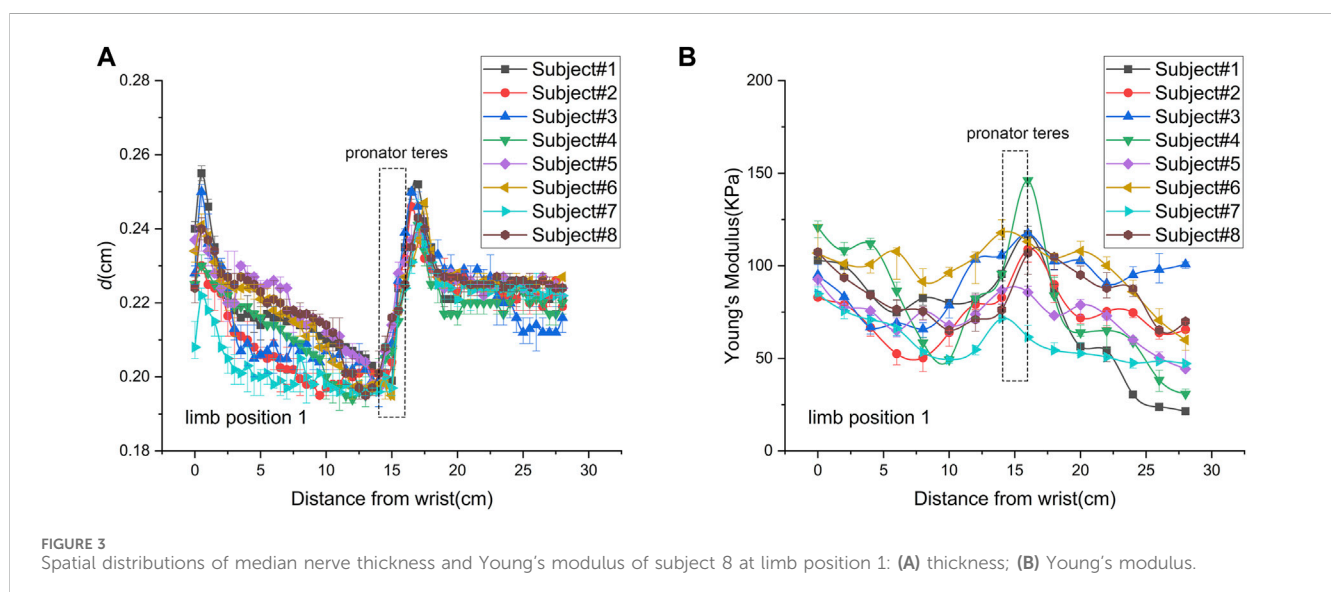 A
0.28
0.26
0.24
0.22
0.20
0.18
d(cm)
0
5
10
15
20
25
30
Distance from wrist(cm)
pronator teres
limb position 1
Subject#1
Subject#2
Subject#3
Subject#4
Subject#5
Subject#6
Subject#7
Subject#8
B
200
150
100
50
0
Young's Modulus(KPa)
0
5
10
15
20
25
30
Distance from wrist(cm)
pronator teres
limb position 1
Subject#1
Subject#2
Subject#3
Subject#4
Subject#5
Subject#6
Subject#7
Subject#8
FIGURE 3
Spatial distributions of median nerve thickness and Young’s modulus of subject 8 at limb position 1: (A) thickness; (B) Young’s modulus.